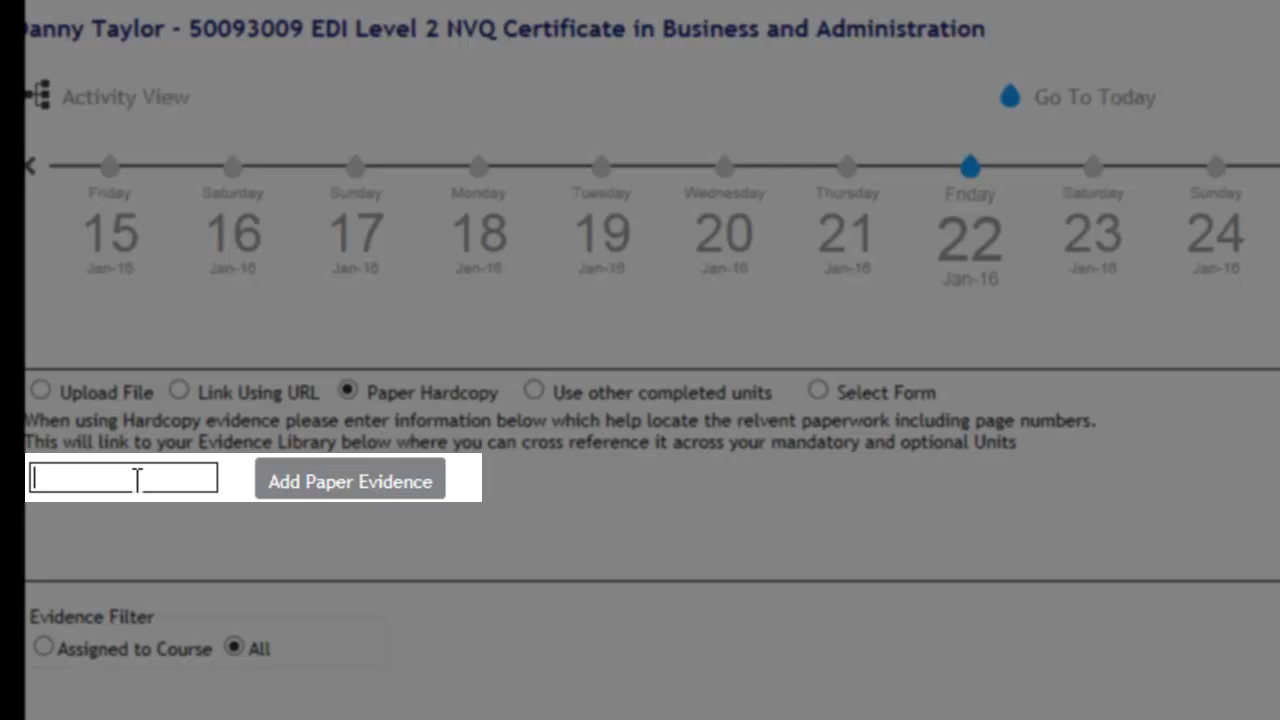 anny Taylor - 50093009 EDI Level 2 NVQ Certificate in Business and Administration
Activity View
Go To Today
Friday Saturday Sunday Monday Tuesday Wednesday Thursday Friday Saturday Sunday
15 16 17 18 19 20 21 22 23 24
Jan-16 Jan-16 Jan-16 Jan-16 Jan-16 Jan-16 Jan-16 Jan-16 Jan-16 Jan-16
Upload File Link Using URL Paper Hardcopy Use other completed units Select Form
When using Hardcopy evidence please enter information below which help locate the relvent paperwork including page numbers.
This will link to your Evidence Library below where you can cross reference it across your mandatory and optional Units
Add Paper Evidence
Evidence Filter
Assigned to Course All